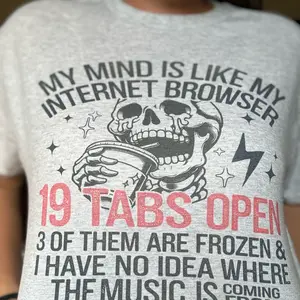 MY MIND IS LIKE MY
INTERNET BROWSER
19 TABS OPEN
3 OF THEM ARE FROZEN &
I HAVE NO IDEA WHERE
THE MUSIC IS COMING